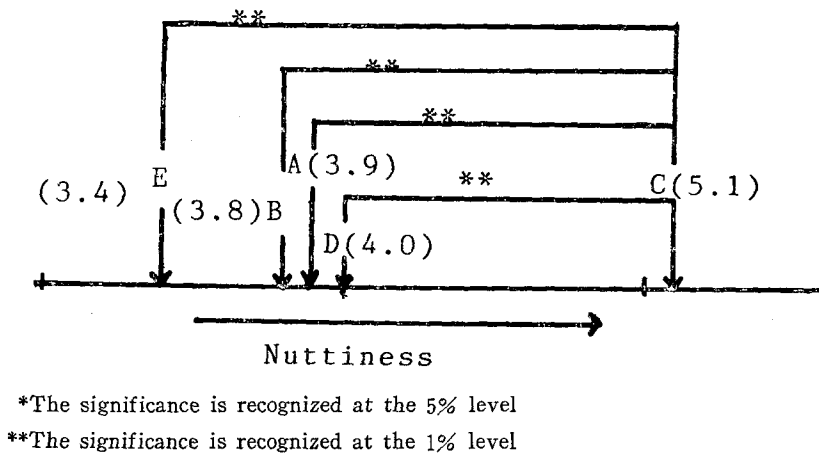 **
**
**
A(3.9)
(3.4) E ** C(5.1)
(3.8)B
D(4.0)
Nuttiness
*The significance is recognized at the 5% level
**The significance is recognized at the 1% level